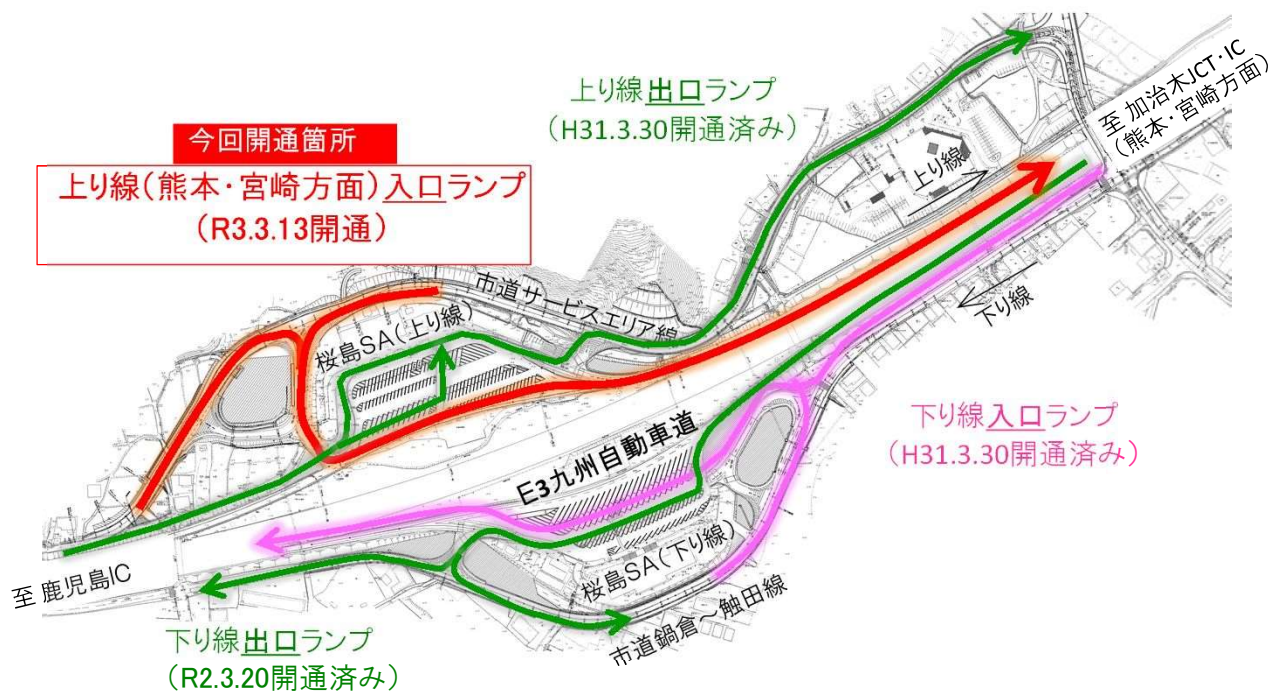 上り線出口ランプ
（H31.3.30開通済み）
至 加治木JCT・IC
（熊本・宮崎方面）
今回開通箇所
上り線（熊本・宮崎方面）入口ランプ
（R3.3.13開通）
上り線
市道サービスエリア線
下り線
桜島SA（上り線）
下り線入口ランプ
（H31.3.30開通済み）
E3九州自動車道
桜島SA（下り線）
至 鹿児島IC
市道鍋倉～触田線
下り線出口ランプ
（R2.3.20開通済み）